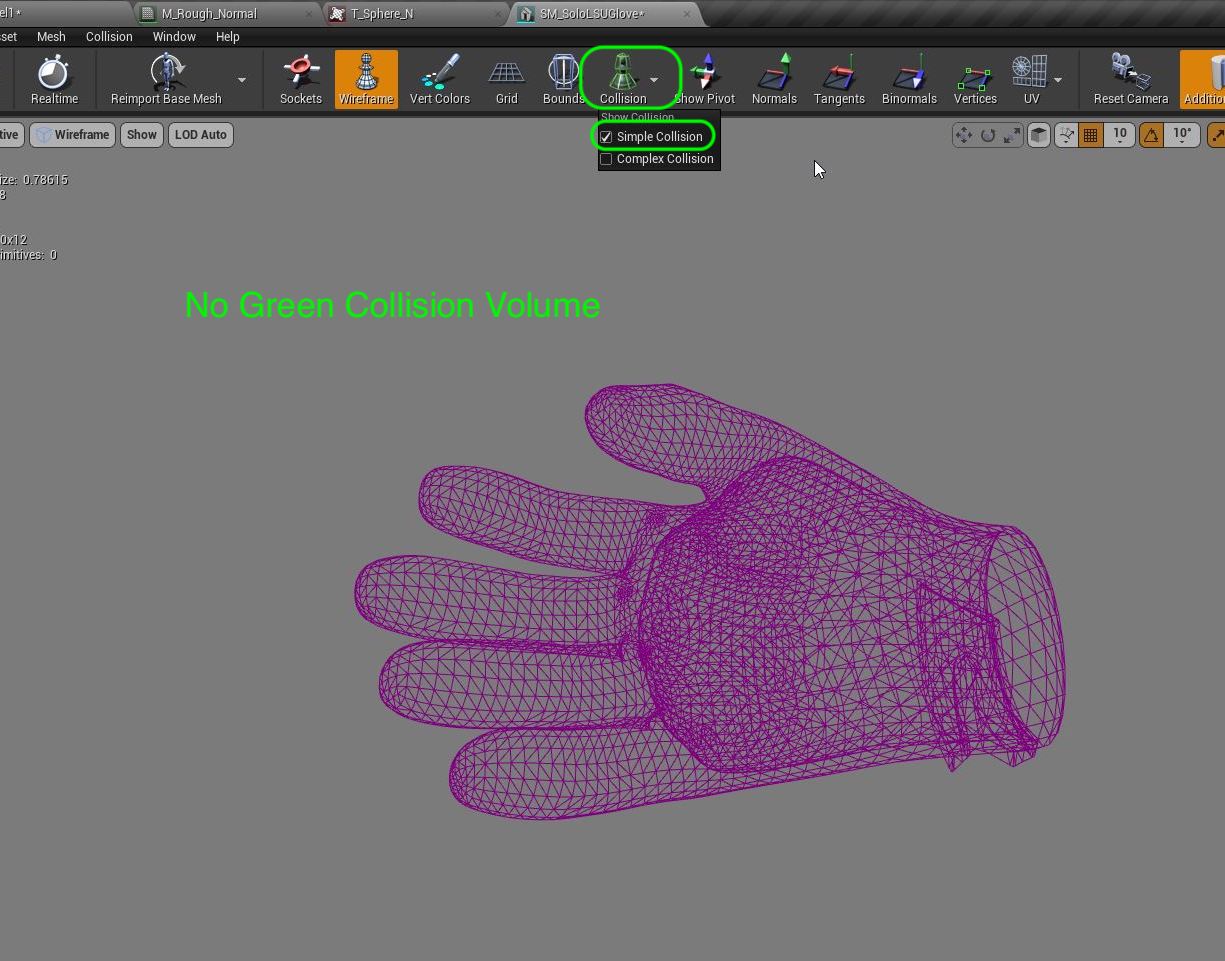 el1*
M_Rough_Normal
T_Sphere_N
SM_SoloLSUGlove*
set Mesh Collision Window Help
Realtime
Reimport Base Mesh
Sockets
Wireframe
Vert Colors
Grid
Bounds
Collision
Show Pivot
Normals
Tangents
Binormals
Vertices
UV
Reset Camera
Additio
Show Collision
Simple Collision
Complex Collision
tive
Wireframe
Show
LOD Auto
10
10°
ize: 0.78615
8
0x12
imitives: 0
No Green Collision Volume